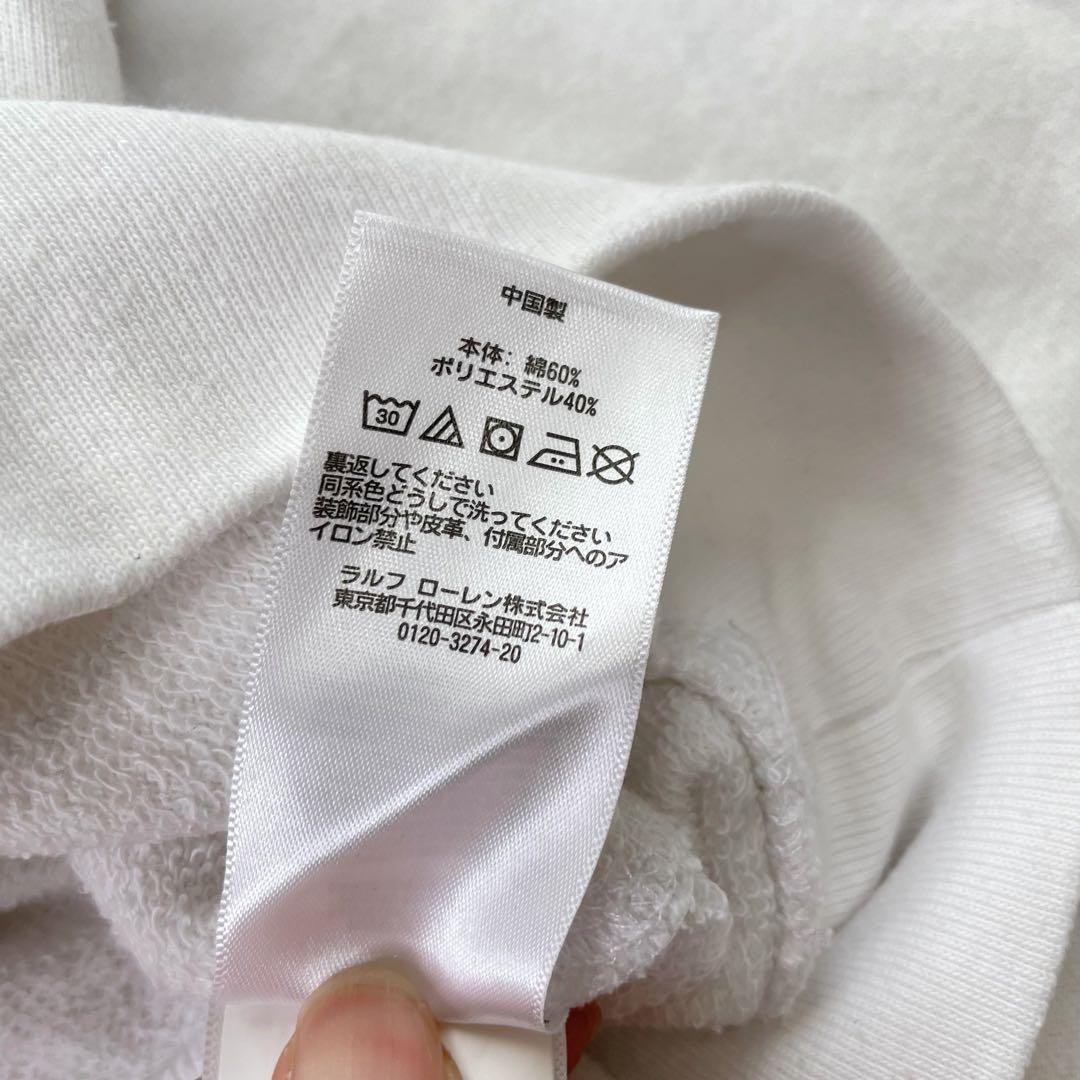 中国製
本体: 綿60%
ポリエステル40%
30
裏返してください
同系色どうしで洗ってください
装飾部分や皮革、付属部分へのア
イロン禁止
ラルフ ローレン株式会社
東京都千代田区永田町2-10-1
0120-3274-20